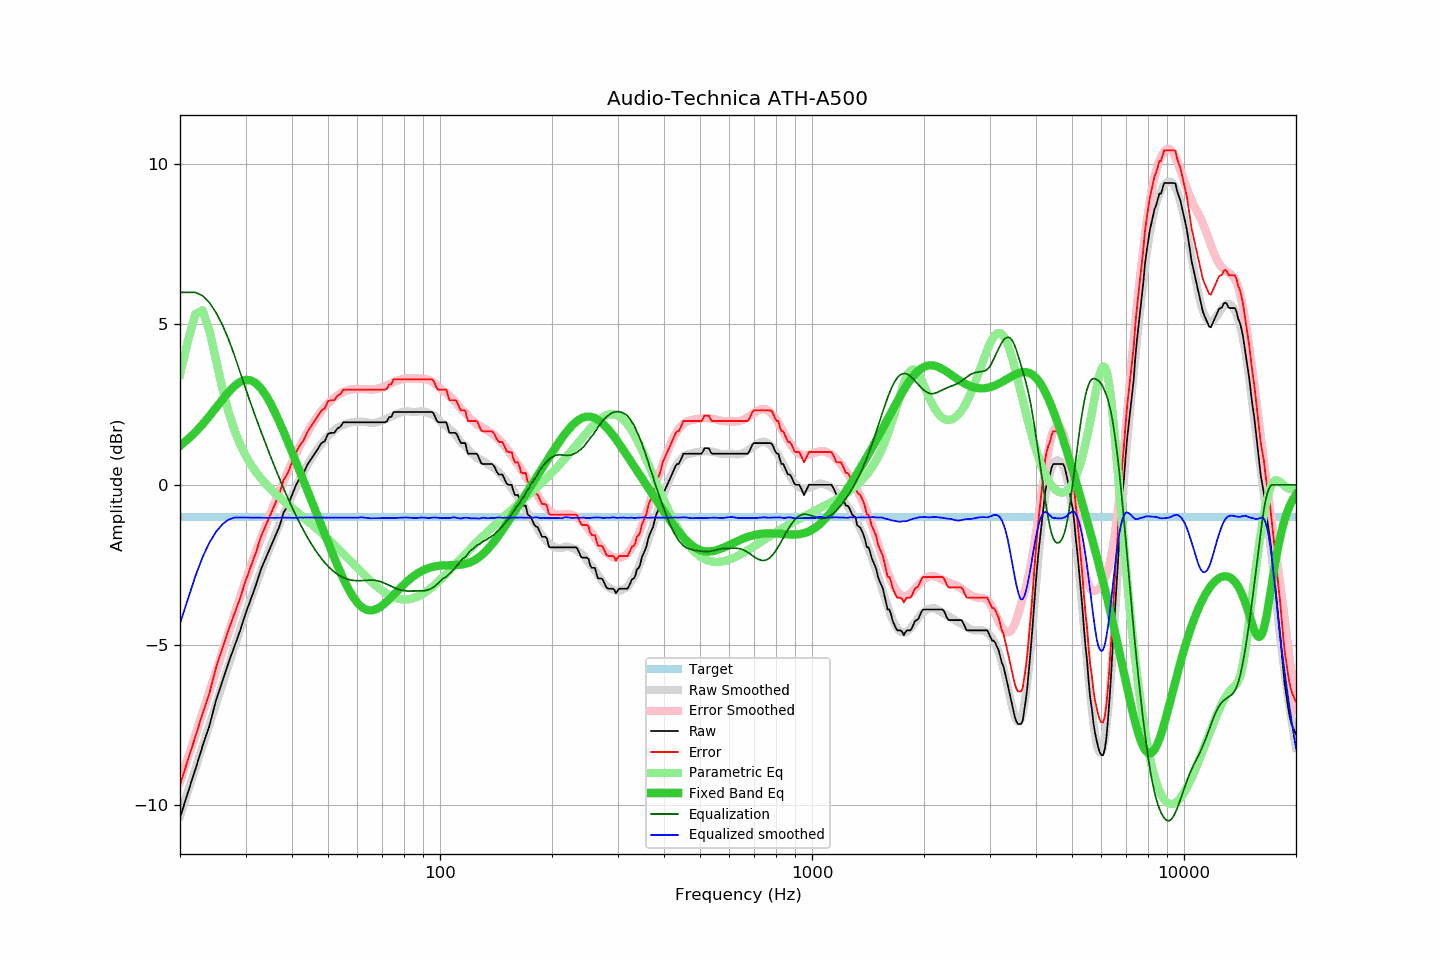 Audio-Technica ATH-A500
Amplitude (dBr)
10
5
0
−5
−10
Target
Raw Smoothed
Error Smoothed
Raw
Error
Parametric Eq
Fixed Band Eq
Equalization
Equalized smoothed
100
1000
10000
Frequency (Hz)